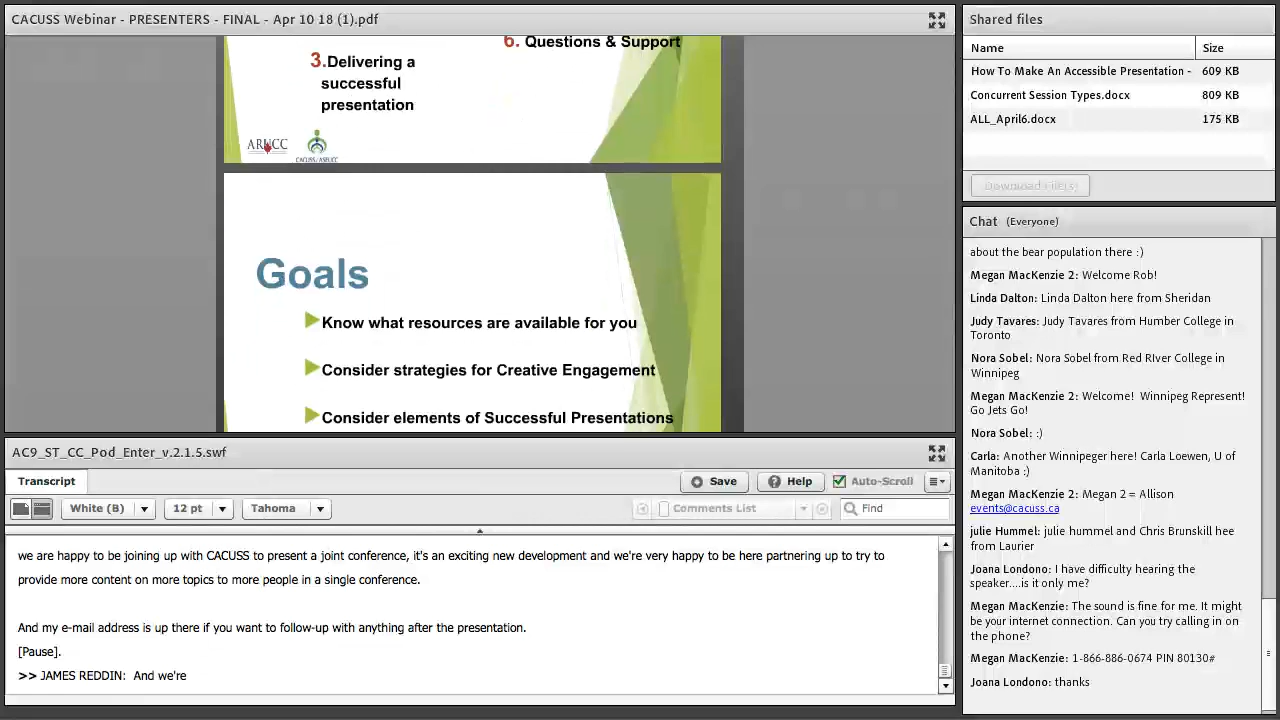 CACUSS Webinar - PRESENTERS - FINAL - Apr 10 18 (1).pdf
6. Questions & Support
3.Delivering a
successful
presentation
ARUCC
CACUSS/ASEUCC
Goals
Know what resources are available for you
Consider strategies for Creative Engagement
Consider elements of Successful Presentations
AC9_ST_CC_Pod_Enter_v.2.1.5.swf
Transcript
Save
Help
Auto-Scroll
White (B)
12 pt
Tahoma
Comments List
Find
we are happy to be joining up with CACUSS to present a joint conference, it's an exciting new development and we're very happy to be here partnering up to try to
provide more content on more topics to more people in a single conference.
And my e-mail address is up there if you want to follow-up with anything after the presentation.
[Pause].
>> JAMES REDDIN:  And we're
Shared files
Name Size
How To Make An Accessible Presentation - 609 KB
Concurrent Session Types.docx 809 KB
ALL_April6.docx 175 KB
Download File(s)
Chat (Everyone)
about the bear population there :)
Megan MacKenzie 2: Welcome Rob!
Linda Dalton: Linda Dalton here from Sheridan
Judy Tavares: Judy Tavares from Humber College in
Toronto
Nora Sobel: Nora Sobel from Red RIver College in
Winnipeg
Megan MacKenzie 2: Welcome!  Winnipeg Represent!
Go Jets Go!
Nora Sobel: :)
Carla: Another Winnipeger here! Carla Loewen, U of
Manitoba :)
Megan MacKenzie 2: Megan 2 = Allison
events@cacuss.ca
julie Hummel: julie hummel and Chris Brunskill hee
from Laurier
Joana Londono: I have difficulty hearing the
speaker....is it only me?
Megan MacKenzie: The sound is fine for me. It might
be your internet connection. Can you try calling in on
the phone?
Megan MacKenzie: 1-866-886-0674 PIN 80130#
Joana Londono: thanks